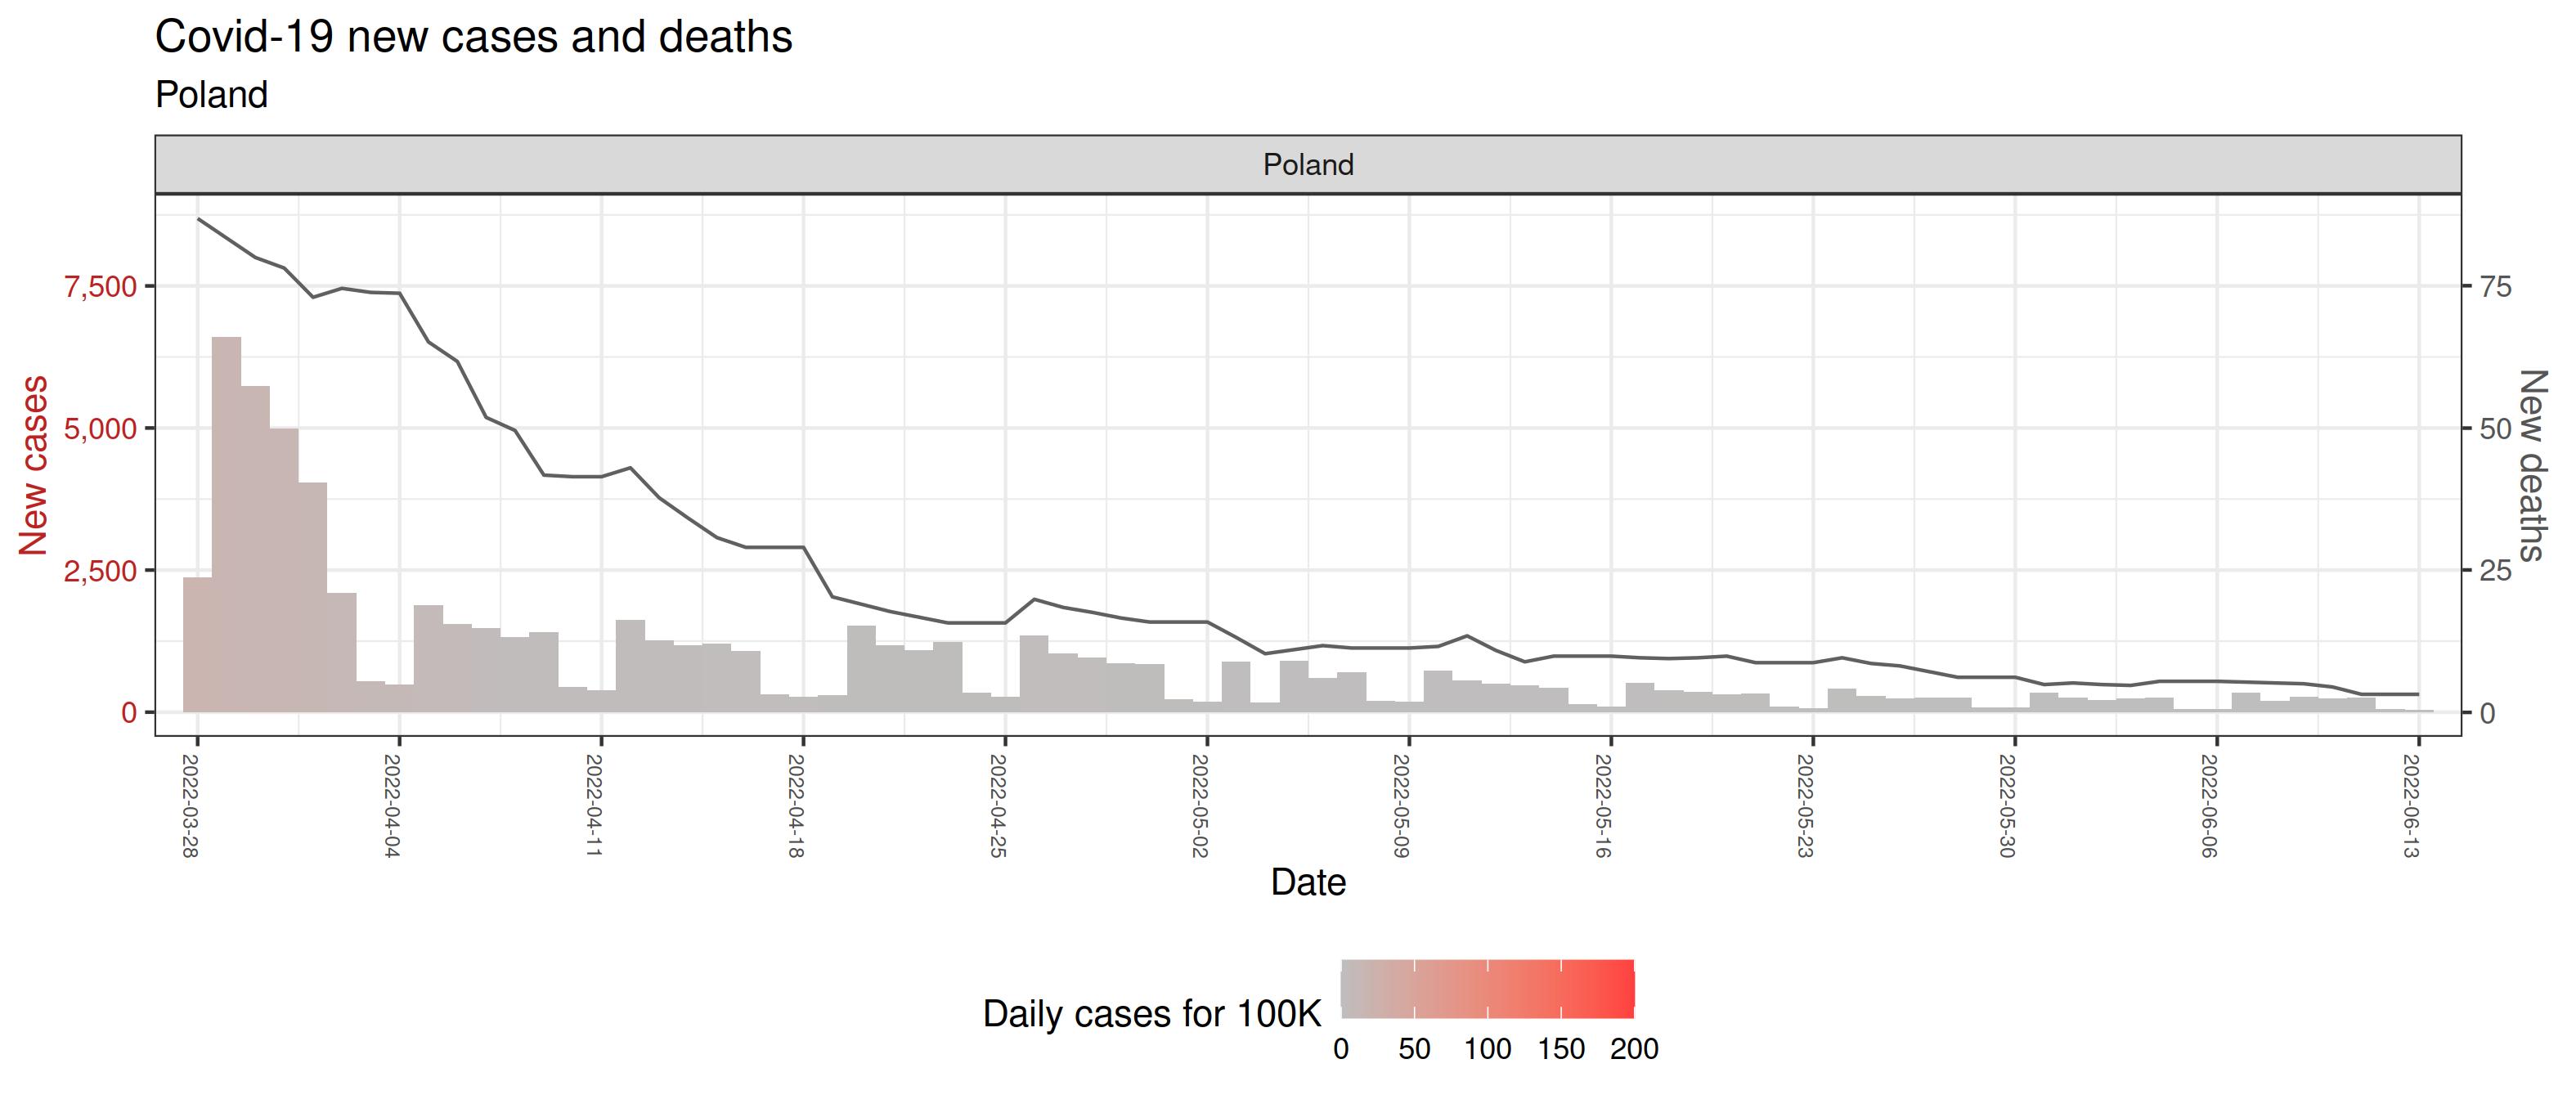 Covid-19 new cases and deaths
Poland
Poland
New cases
7,500
5,000
2,500
0
75
50
25
0
New deaths
2022-03-28
2022-04-04
2022-04-11
2022-04-18
2022-04-25
2022-05-02
2022-05-09
2022-05-16
2022-05-23
2022-05-30
2022-06-06
2022-06-13
Date
Daily cases for 100K
0 50 100 150 200